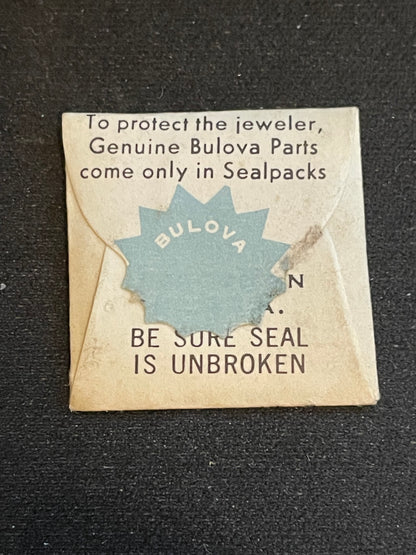 To protect the jeweler,
Genuine Bulova Parts
come only in Sealpacks
BULOVA
N
A.
BE SURE SEAL
IS UNBROKEN